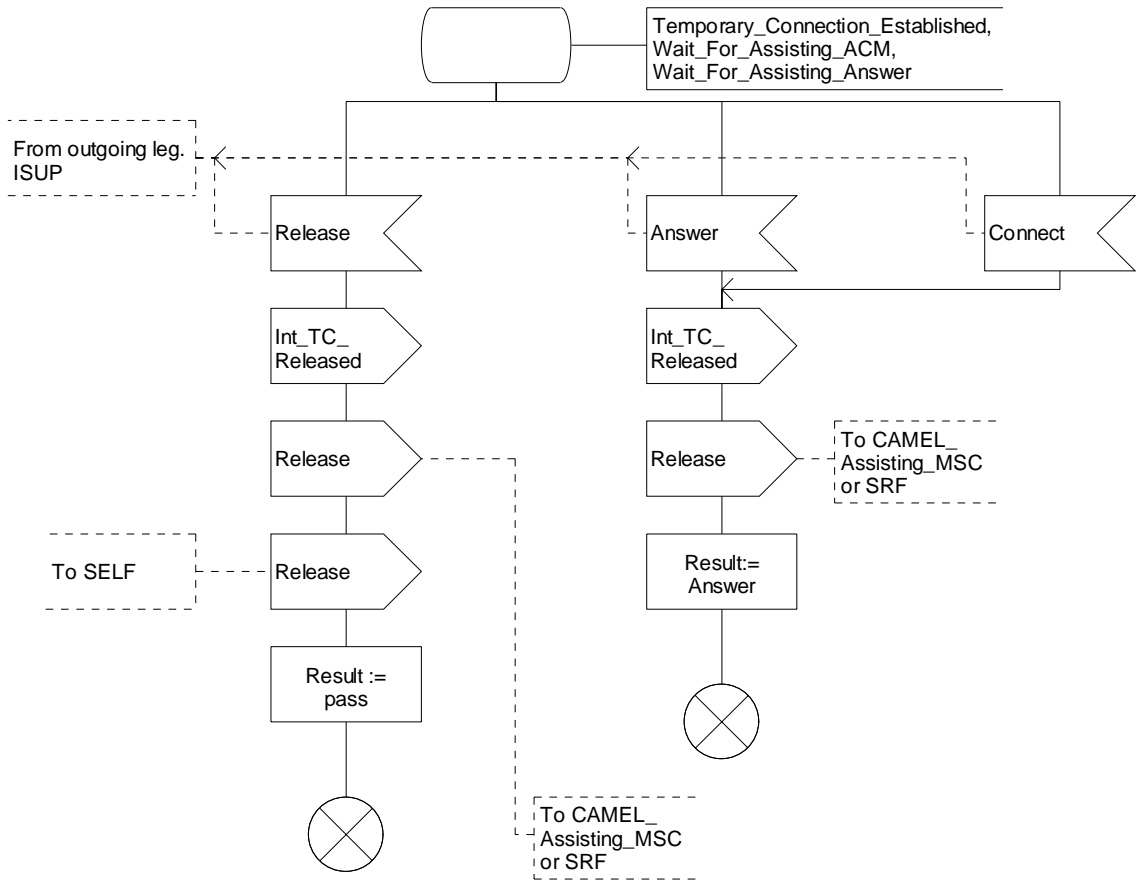 Temporary_Connection_Established,
Wait_For_Assisting_ACM,
Wait_For_Assisting_Answer
From outgoing leg.
ISUP
Release
Answer
Connect
Int_TC_
Released
Int_TC_
Released
Release
Release
To CAMEL_
Assisting_MSC
or SRF
To SELF
Release
Result:=
Answer
Result :=
pass
To CAMEL_
Assisting_MSC
or SRF